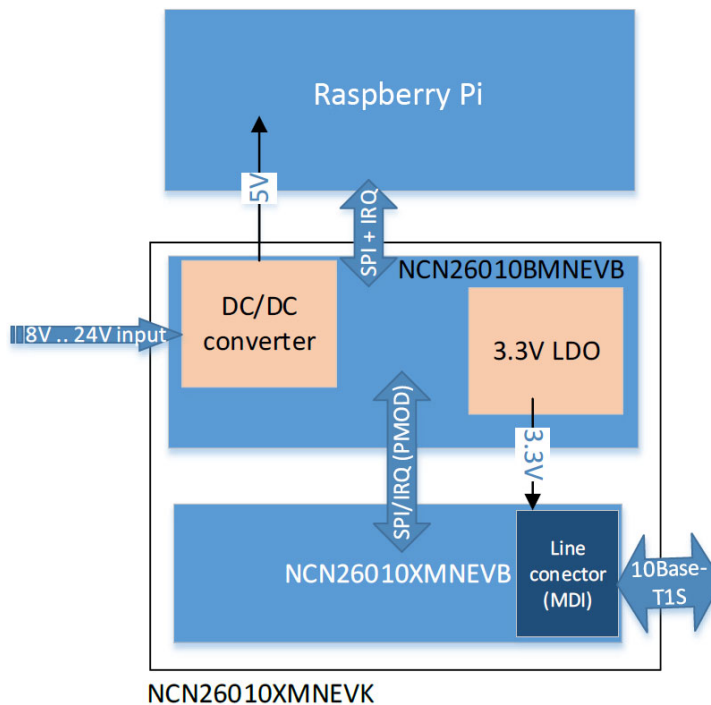 Raspberry Pi
5V
SPI + IRQ
NCN26010BMNEVB
DC/DC
converter
8V .. 24V input
3.3V LDO
SPI/IRQ (PMOD)
3.3V
NCN26010XMNEVB
Line
conector
(MDI)
10Base-
T1S
NCN26010XMNEVK